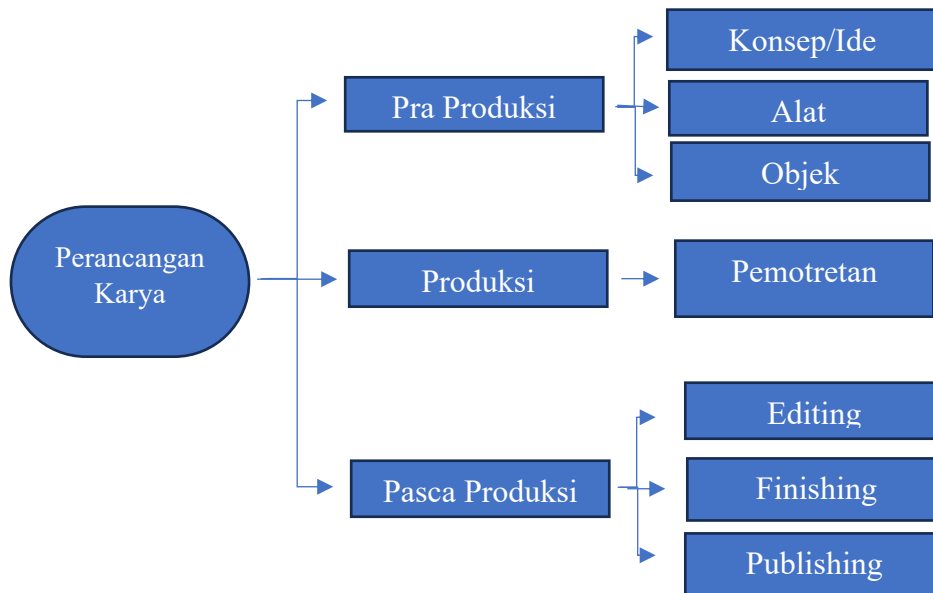 Perancangan
Karya
Pra Produksi
Konsep/Ide
Alat
Objek
Produksi
Pemotretan
Pasca Produksi
Editing
Finishing
Publishing